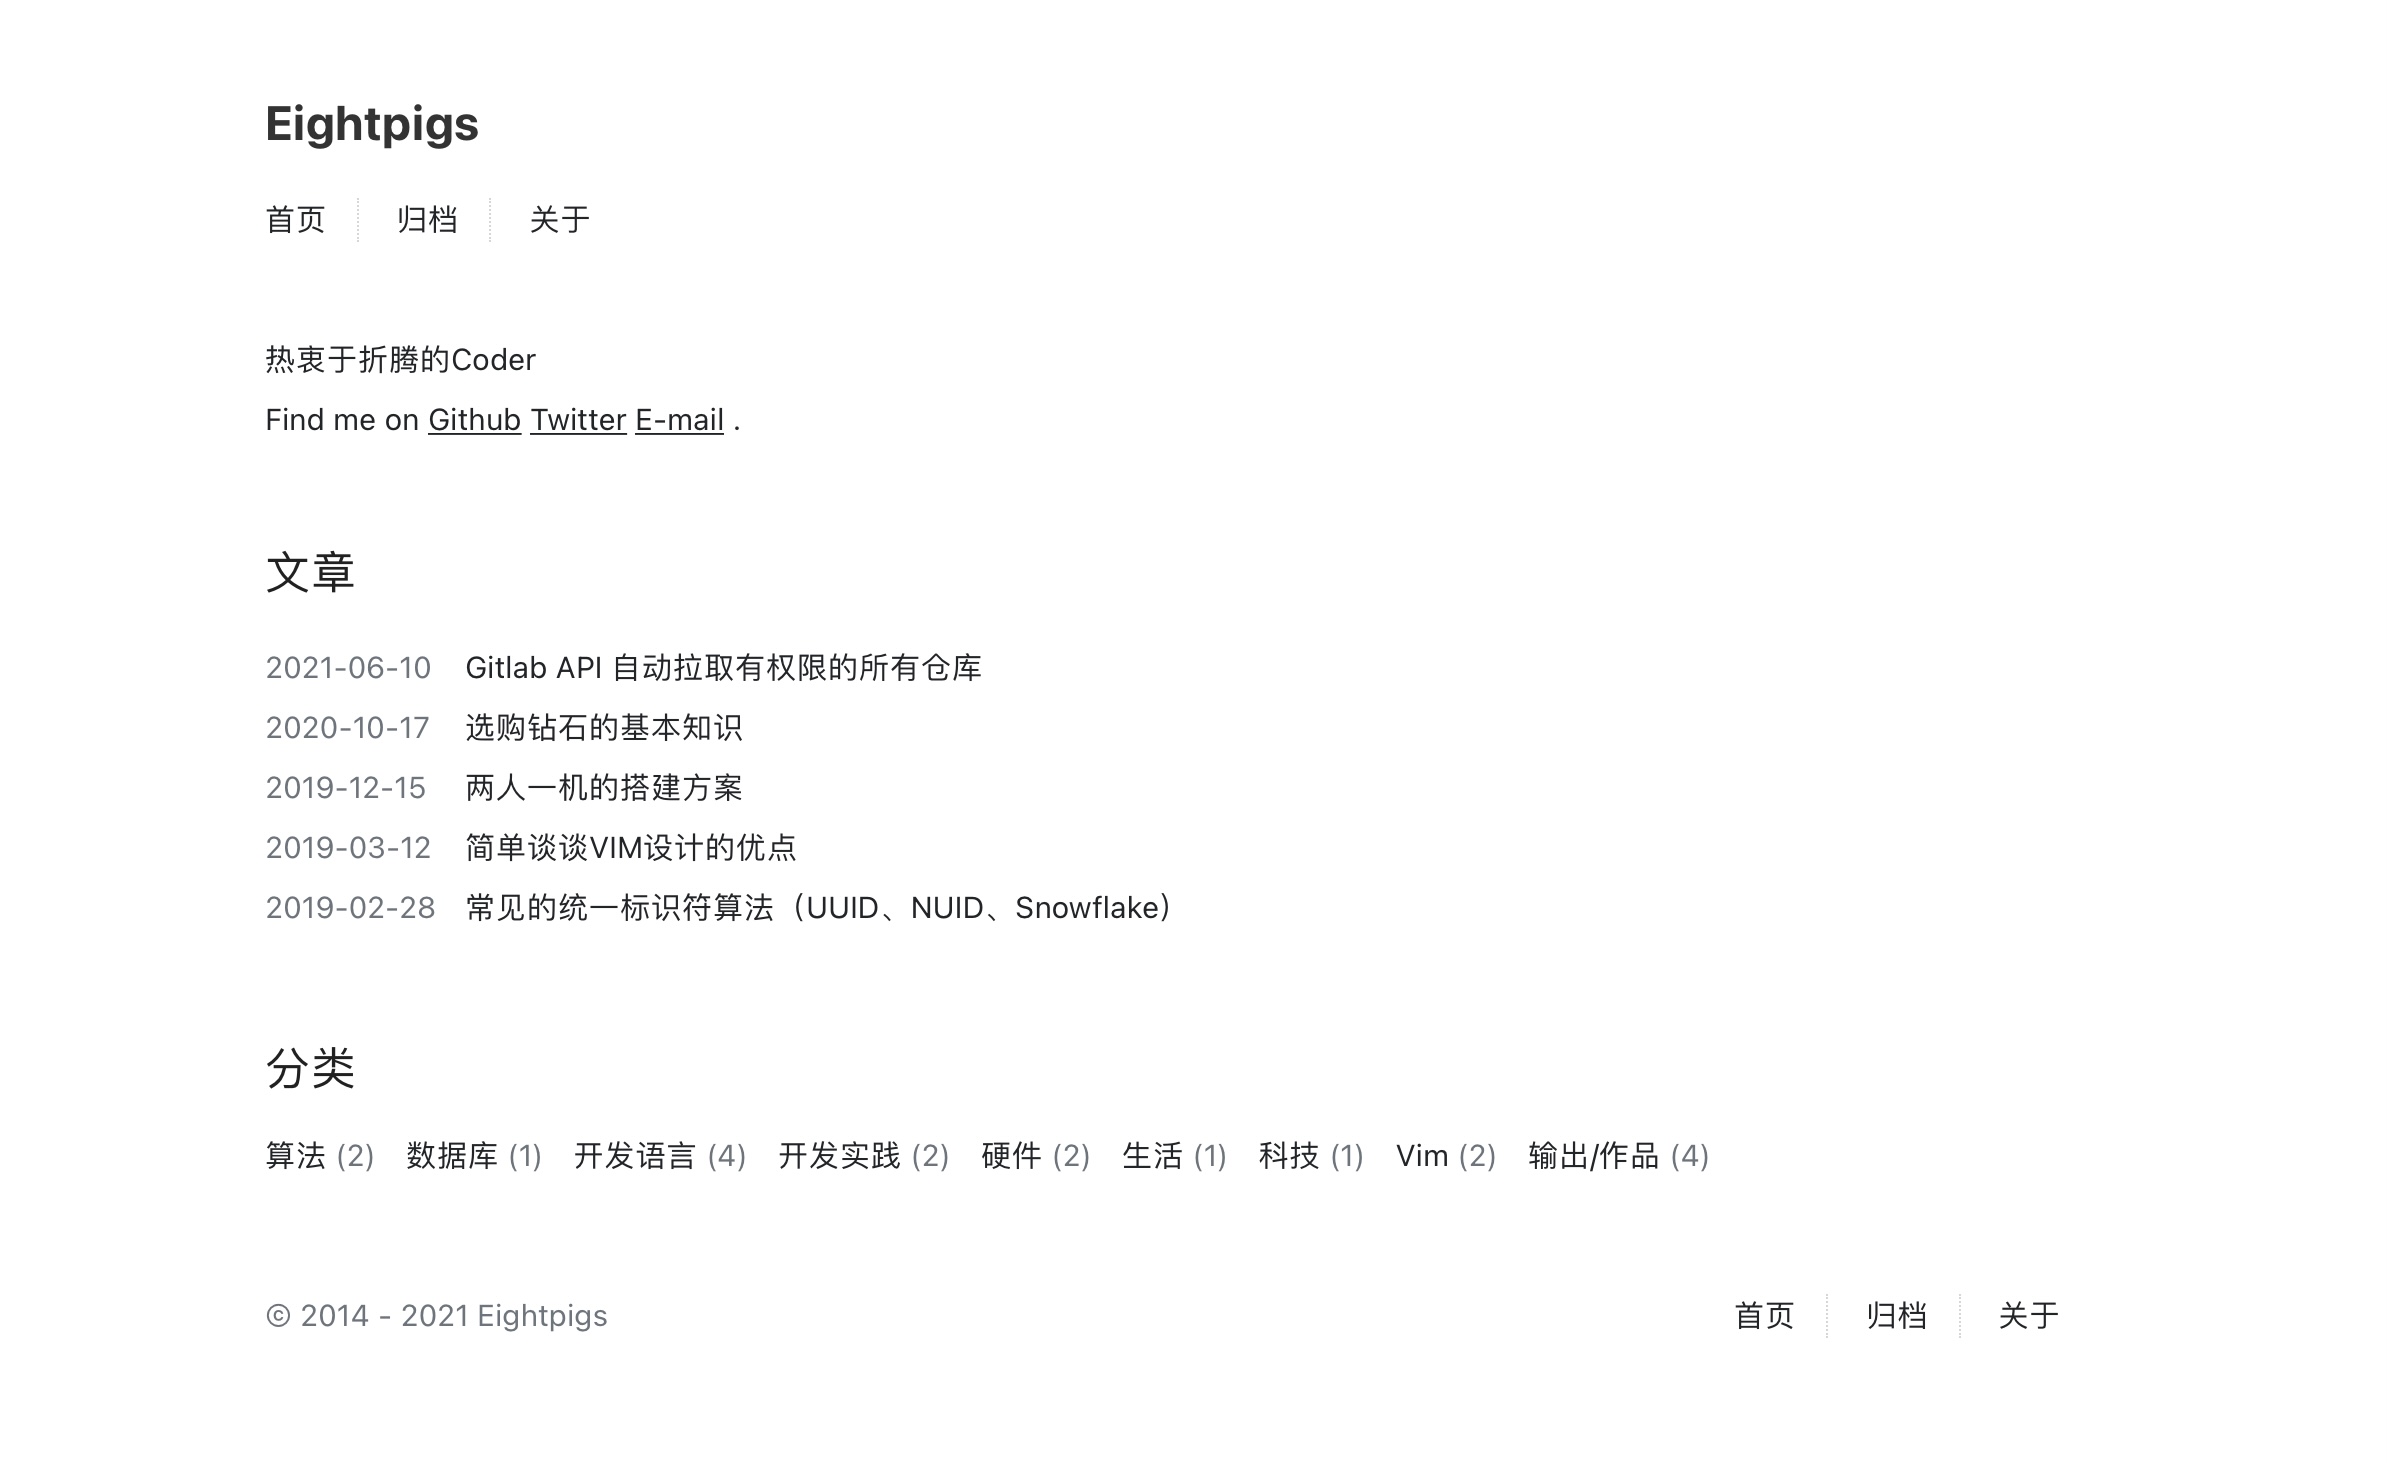 Eightpigs
首页 归档 关于
热衷于折腾的Coder
Find me on Github Twitter E-mail .
文章
2021-06-10 Gitlab API 自动拉取有权限的所有仓库
2020-10-17 选购钻石的基本知识
2019-12-15 两人一机的搭建方案
2019-03-12 简单谈谈VIM设计的优点
2019-02-28 常见的统一标识符算法（UUID、NUID、Snowflake）
分类
算法 (2) 数据库 (1) 开发语言 (4) 开发实践 (2) 硬件 (2) 生活 (1) 科技 (1) Vim (2) 输出/作品 (4)
© 2014 - 2021 Eightpigs 首页 归档 关于